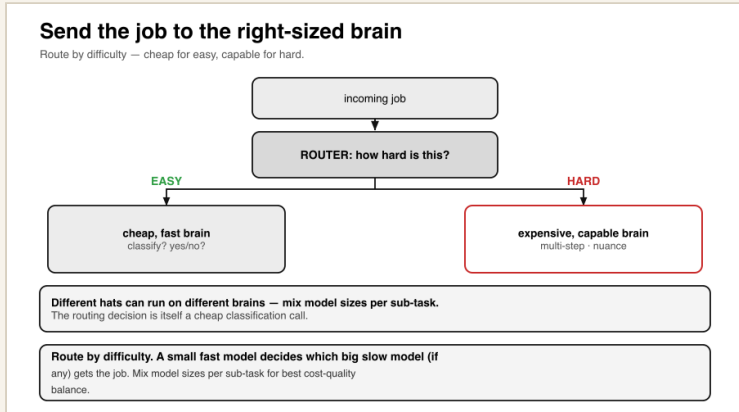 Send the job to the right-sized brain
Route by difficulty — cheap for easy, capable for hard.
incoming job
ROUTER: how hard is this?
EASY
HARD
cheap, fast brain
classify? yes/no?
expensive, capable brain
multi-step · nuance
Different hats can run on different brains — mix model sizes per sub-task.
The routing decision is itself a cheap classification call.
Route by difficulty. A small fast model decides which big slow model (if
any) gets the job. Mix model sizes per sub-task for best cost-quality
balance.